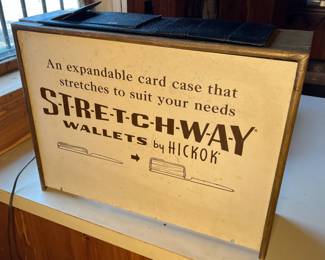 An expandable card case that
stretches to suit your needs
S-T-R-E-T-C-H-WAY®
WALLETS by HICKOK®